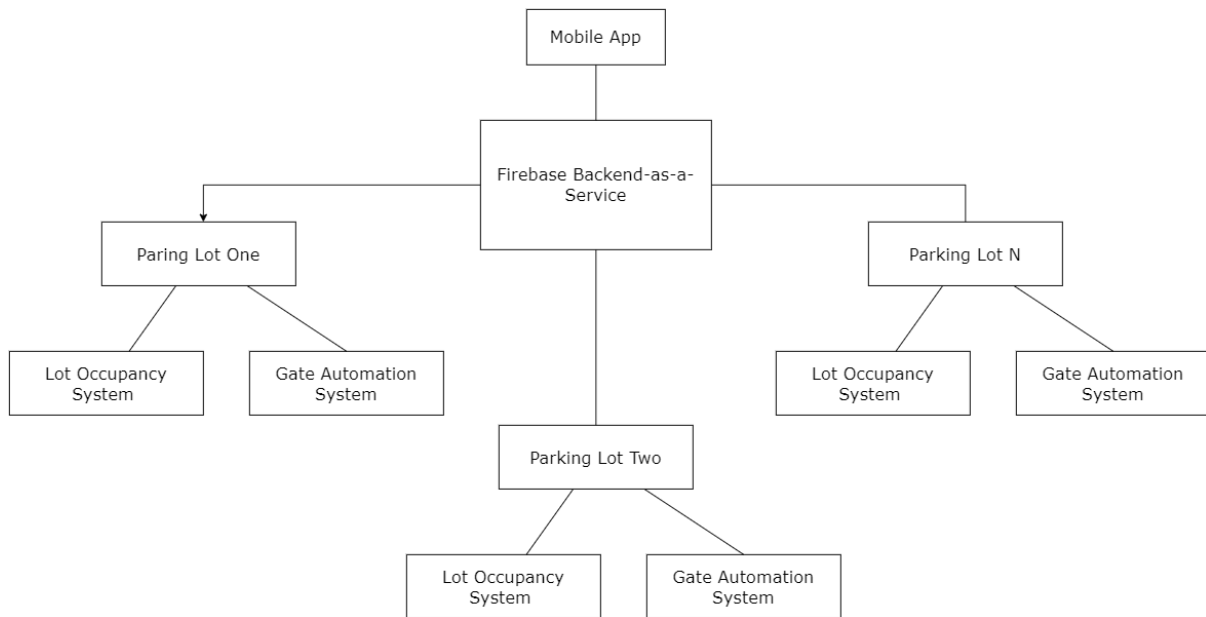 Mobile App
Firebase Backend-as-a-
Service
Paring Lot One
Parking Lot N
Lot Occupancy
System
Gate Automation
System
Lot Occupancy
System
Gate Automation
System
Parking Lot Two
Lot Occupancy
System
Gate Automation
System